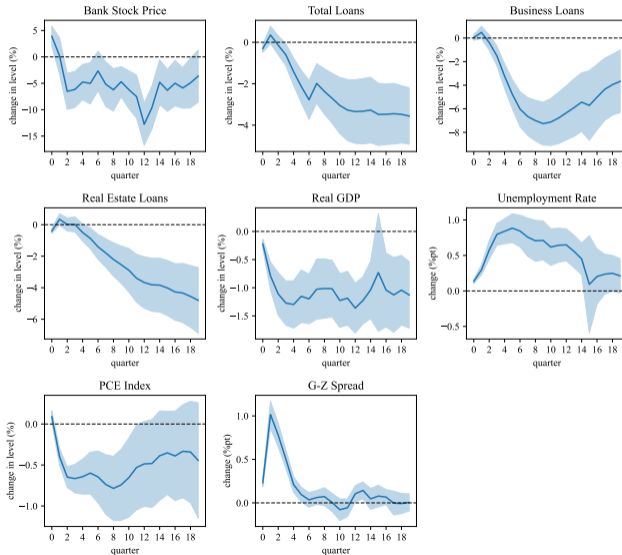 Bank Stock Price
change in level (%)
5
0
−5
−10
−15
0 2 4 6 8 10 12 14 16 18
quarter
Total Loans
change in level (%)
0
−2
−4
0 2 4 6 8 10 12 14 16 18
quarter
Business Loans
change in level (%)
0
−2
−4
−6
−8
0 2 4 6 8 10 12 14 16 18
quarter
Real Estate Loans
change in level (%)
0
−2
−4
−6
0 2 4 6 8 10 12 14 16 18
quarter
Real GDP
change in level (%)
0.0
−0.5
−1.0
−1.5
0 2 4 6 8 10 12 14 16 18
quarter
Unemployment Rate
change (%pt)
1.0
0.5
0.0
−0.5
0 2 4 6 8 10 12 14 16 18
quarter
PCE Index
change in level (%)
0.0
−0.5
−1.0
0 2 4 6 8 10 12 14 16 18
quarter
G-Z Spread
change (%pt)
1.0
0.5
0.0
0 2 4 6 8 10 12 14 16 18
quarter